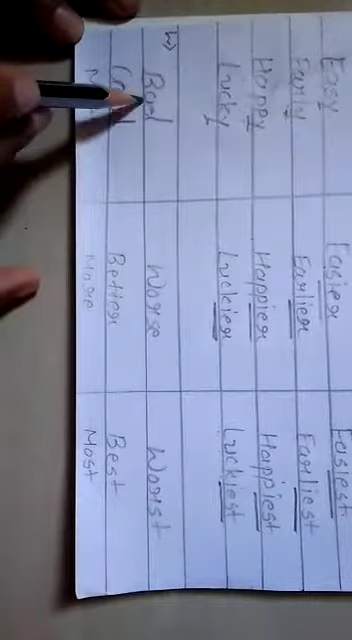 Easy Easier Easiest
Early Earlier Earliest
Happy Happier Happiest
Lucky Luckier Luckiest
Bad Worse Worst
Better Best
More Most